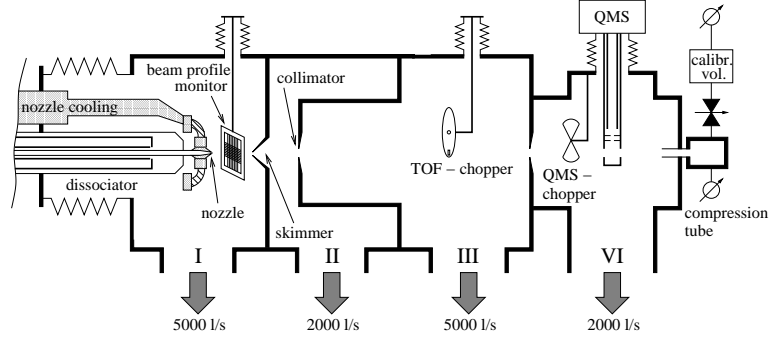 QMS
beam profile
monitor
collimator
calibr.
vol.
nozzle cooling
TOF – chopper
QMS –
chopper
dissociator
nozzle
skimmer
compression
tube
I
II
III
VI
5000 l/s
2000 l/s
5000 l/s
2000 l/s